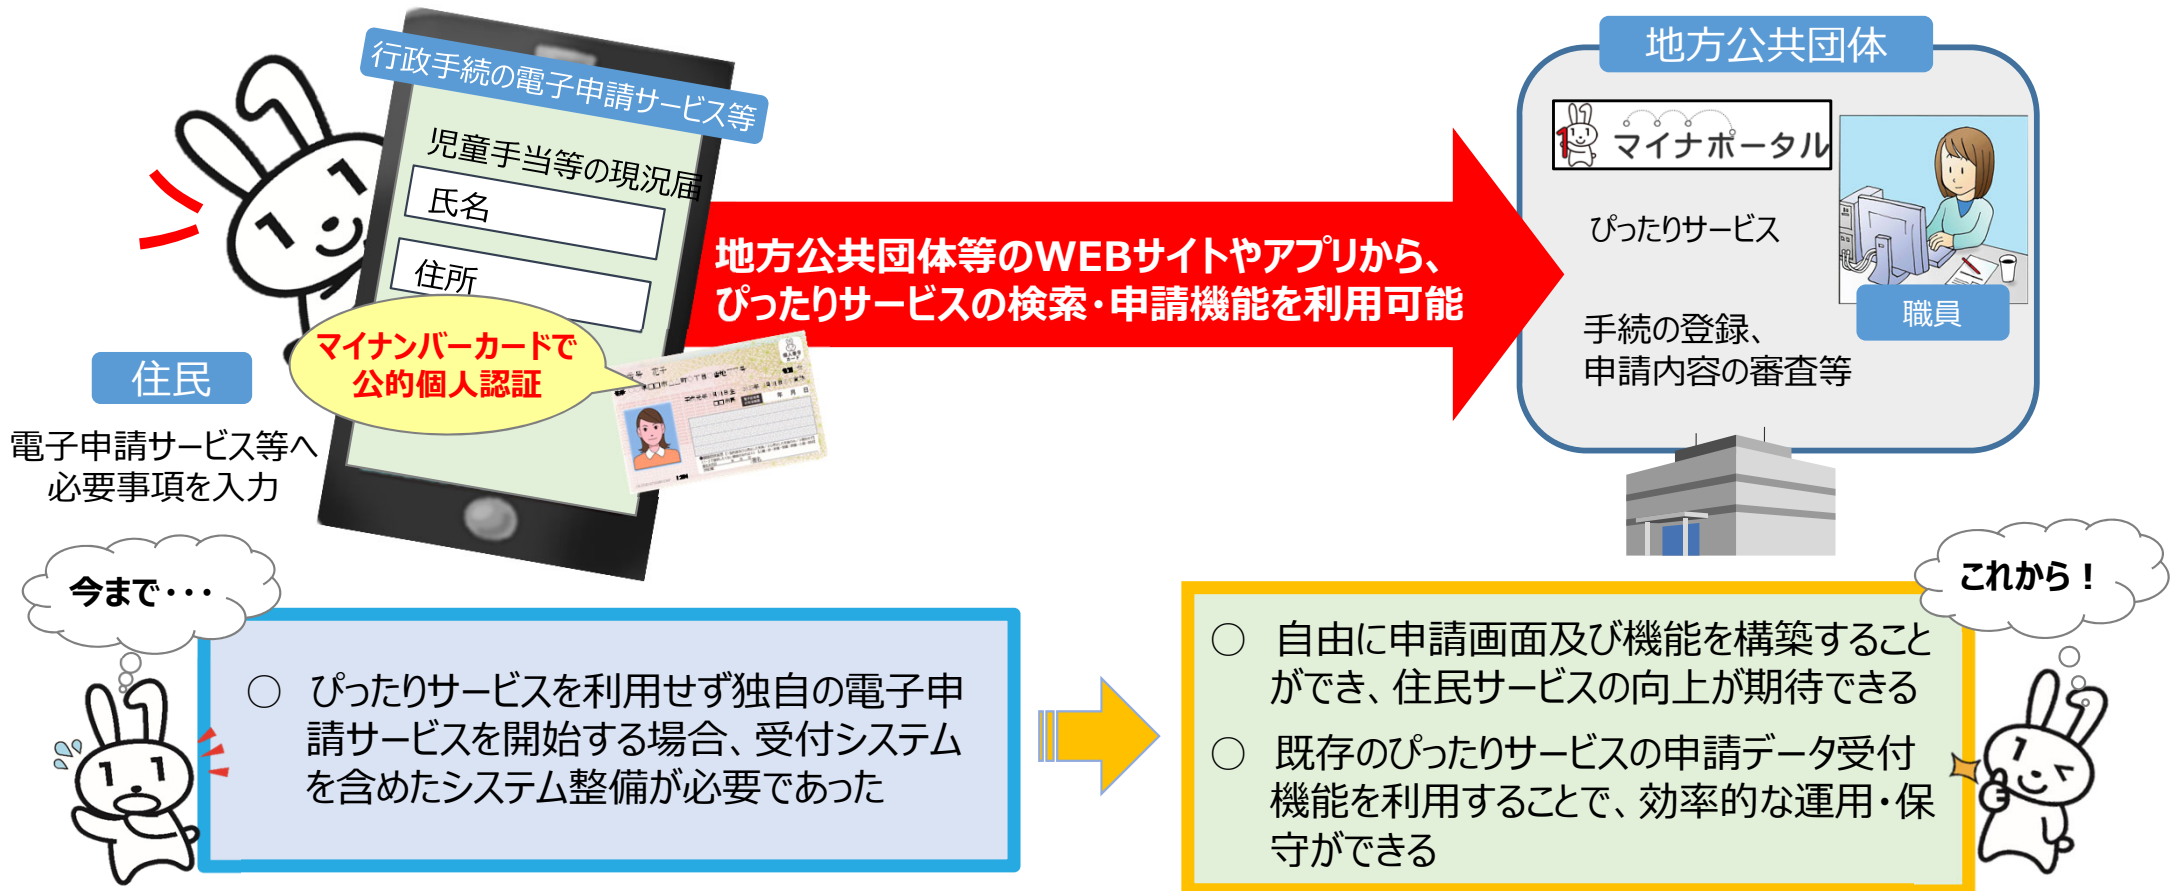 行政手続の電子申請サービス等
児童手当等の現況届
氏名
住所
マイナンバーカードで
公的個人認証
住民
電子申請サービス等へ
必要事項を入力
地方公共団体等のWEBサイトやアプリから、
ぴったりサービスの検索・申請機能を利用可能
地方公共団体
マイナポータル
ぴったりサービス
職員
手続の登録、
申請内容の審査等
今まで・・・
○ ぴったりサービスを利用せず独自の電子申
請サービスを開始する場合、受付システム
を含めたシステム整備が必要であった
これから！
○ 自由に申請画面及び機能を構築すること
ができ、住民サービスの向上が期待できる
○ 既存のぴったりサービスの申請データ受付
機能を利用することで、効率的な運用・保
守ができる